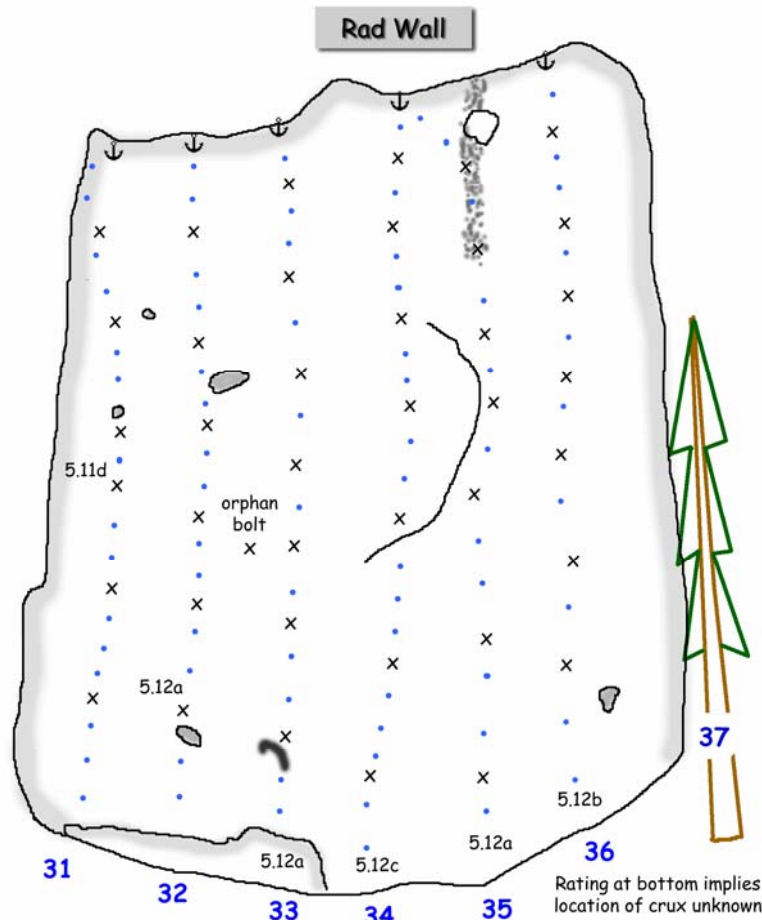 Rad Wall
5.11d
orphan
bolt
5.12a
37
5.12b
5.12a
5.12a
5.12c
36
31
32
33
34
35
Rating at bottom implies
location of crux unknown